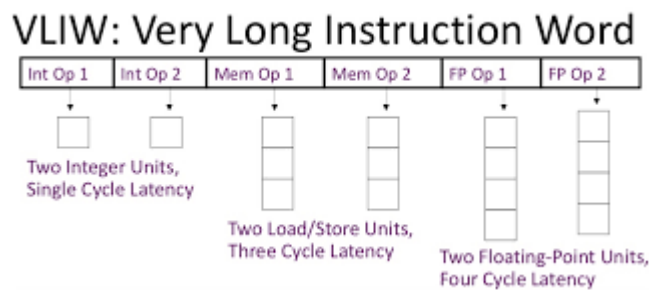 VLIW: Very Long Instruction Word
Int Op 1 Int Op 2 Mem Op 1 Mem Op 2 FP Op 1 FP Op 2
Two Integer Units,
Single Cycle Latency
Two Load/Store Units,
Three Cycle Latency
Two Floating-Point Units,
Four Cycle Latency